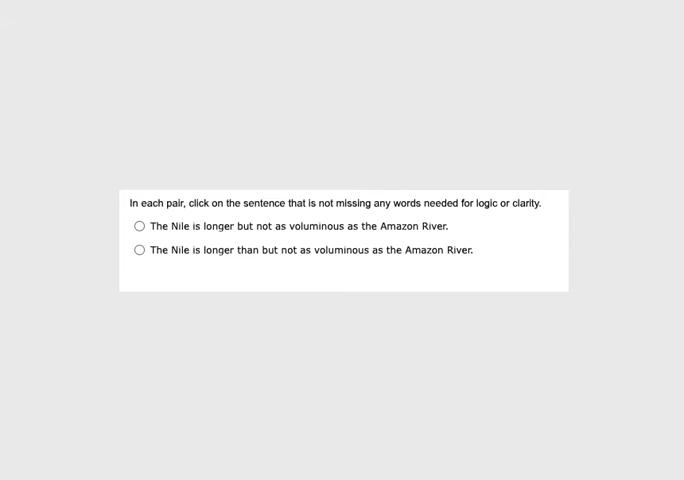 In each pair, click on the sentence that is not missing any words needed for logic or clarity.
The Nile is longer but not as voluminous as the Amazon River.
The Nile is longer than but not as voluminous as the Amazon River.